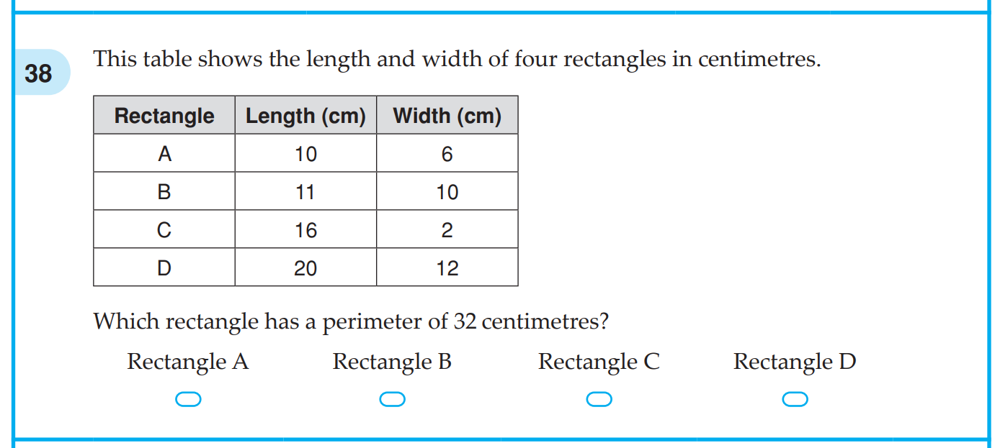 38
This table shows the length and width of four rectangles in centimetres.
Rectangle Length (cm) Width (cm)
A 10 6
B 11 10
C 16 2
D 20 12
Which rectangle has a perimeter of 32 centimetres?
Rectangle A Rectangle B Rectangle C Rectangle D